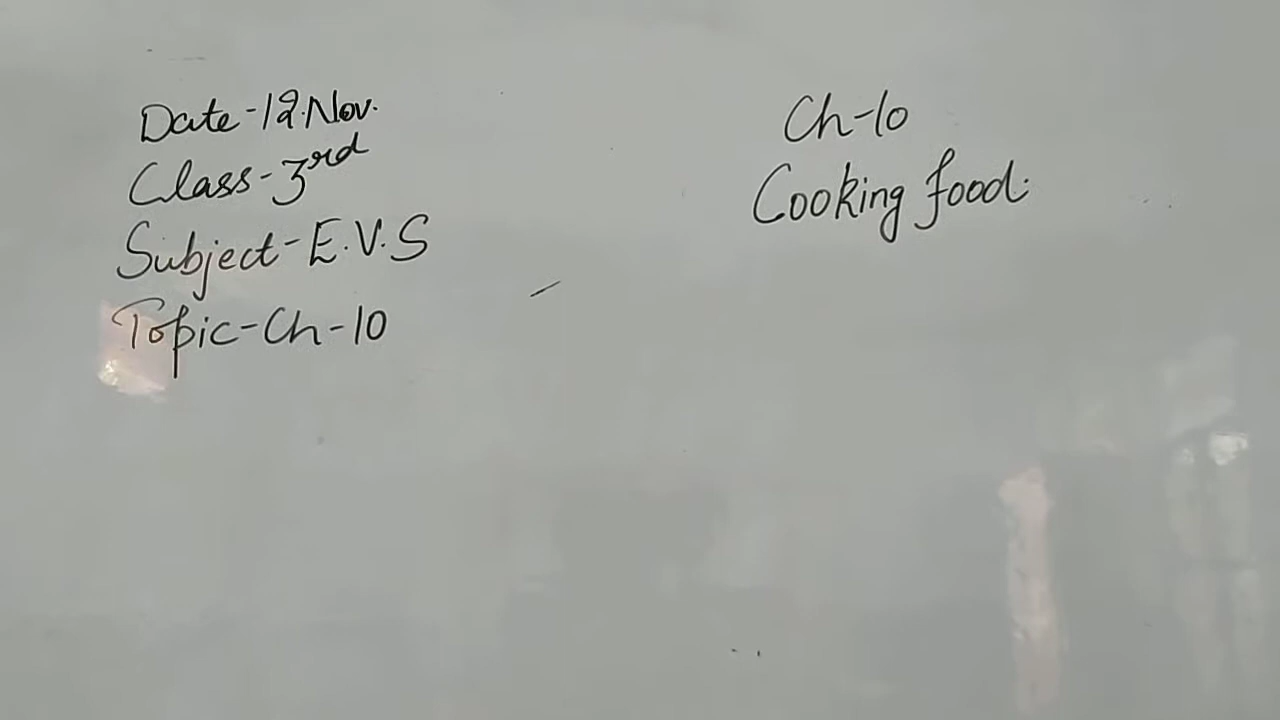 Date-12.Nov.
Class-3rd
Subject-E.V.S
Topic-Ch-10
Ch-10
Cooking food.